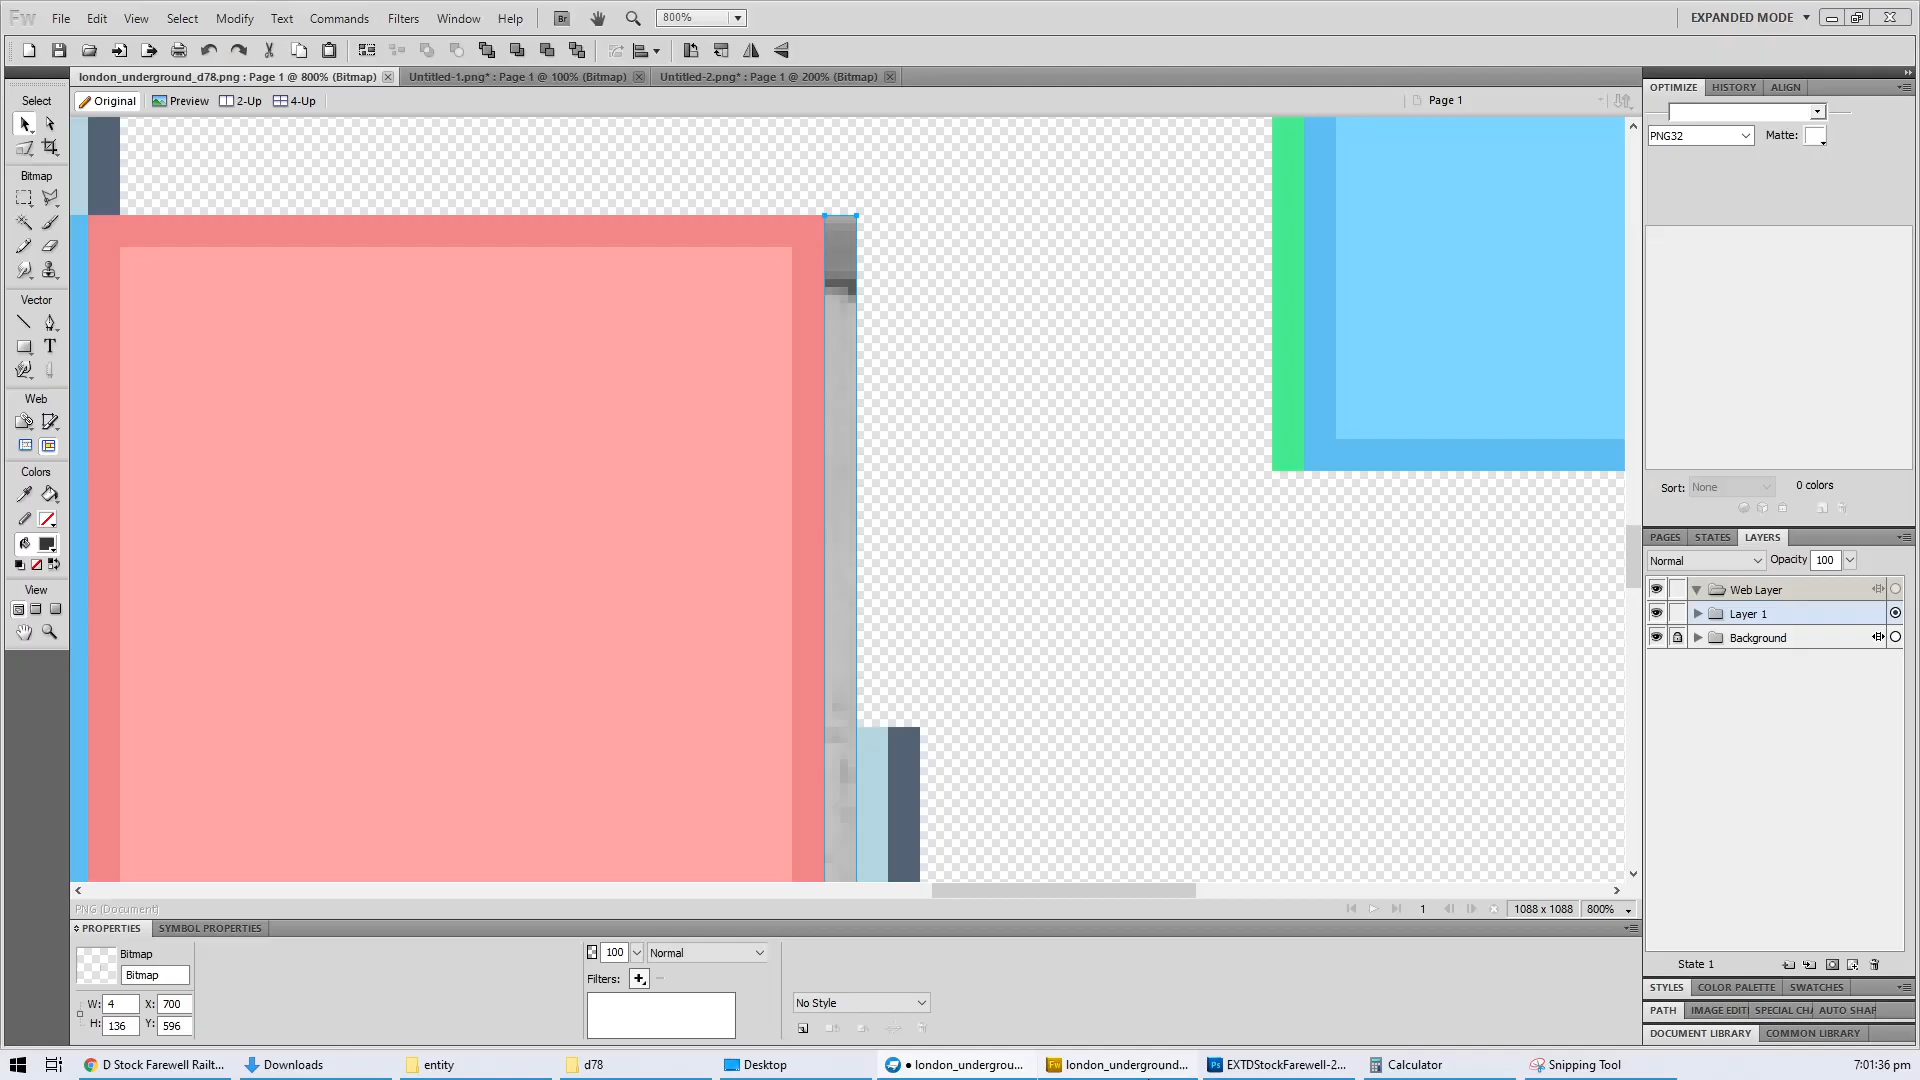 Fw File Edit View Select Modify Text Commands Filters Window Help Br 800% EXPANDED MODE
london_underground_d78.png : Page 1 @ 800% (Bitmap) Untitled-1.png* : Page 1 @ 100% (Bitmap) Untitled-2.png* : Page 1 @ 200% (Bitmap)
Original Preview 2-Up 4-Up Page 1
Select
Bitmap
Vector
T
Web
Colors
View
OPTIMIZE HISTORY ALIGN
PNG32 Matte:
Sort: None 0 colors
PAGES STATES LAYERS
Normal Opacity 100
Web Layer
Layer 1
Background
State 1
STYLES COLOR PALETTE SWATCHES
PATH IMAGE EDITI SPECIAL CHA AUTO SHAP
DOCUMENT LIBRARY COMMON LIBRARY
PNG (Document) 1 1088 x 1088 800%
PROPERTIES SYMBOL PROPERTIES
Bitmap
Bitmap
W: 4 X: 700
H: 136 Y: 596
100 Normal
Filters:
No Style
D Stock Farewell Railt... Downloads entity d78 Desktop • london_undergrou... Fw london_underground... Ps EXTDStockFarewell-2... Calculator Snipping Tool 7:01:36 pm